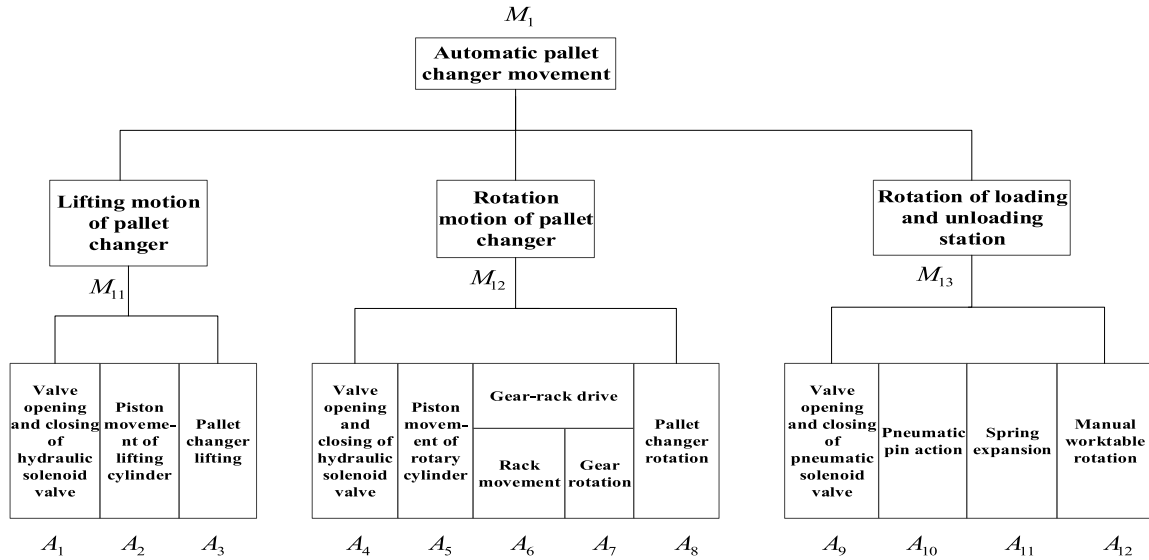 M₁
Automatic pallet
changer movement
Lifting motion
of pallet
changer
Rotation
motion of pallet
changer
Rotation of loading
and unloading
station
M₁₁
M₁₂
M₁₃
Valve
opening
and closing
of
hydraulic
solenoid
valve
Piston
moveme-
nt of
lifting
cylinder
Pallet
changer
lifting
Valve
opening
and
closing of
hydraulic
solenoid
valve
Piston
movem-
ent of
rotary
cylinder
Gear-rack drive
Rack
movement
Gear
rotation
Pallet
changer
rotation
Valve
opening
and closing
of
pneumatic
solenoid
valve
Pneumatic
pin action
Spring
expansion
Manual
worktable
rotation
A₁
A₂
A₃
A₄
A₅
A₆
A₇
A₈
A₉
A₁₀
A₁₁
A₁₂